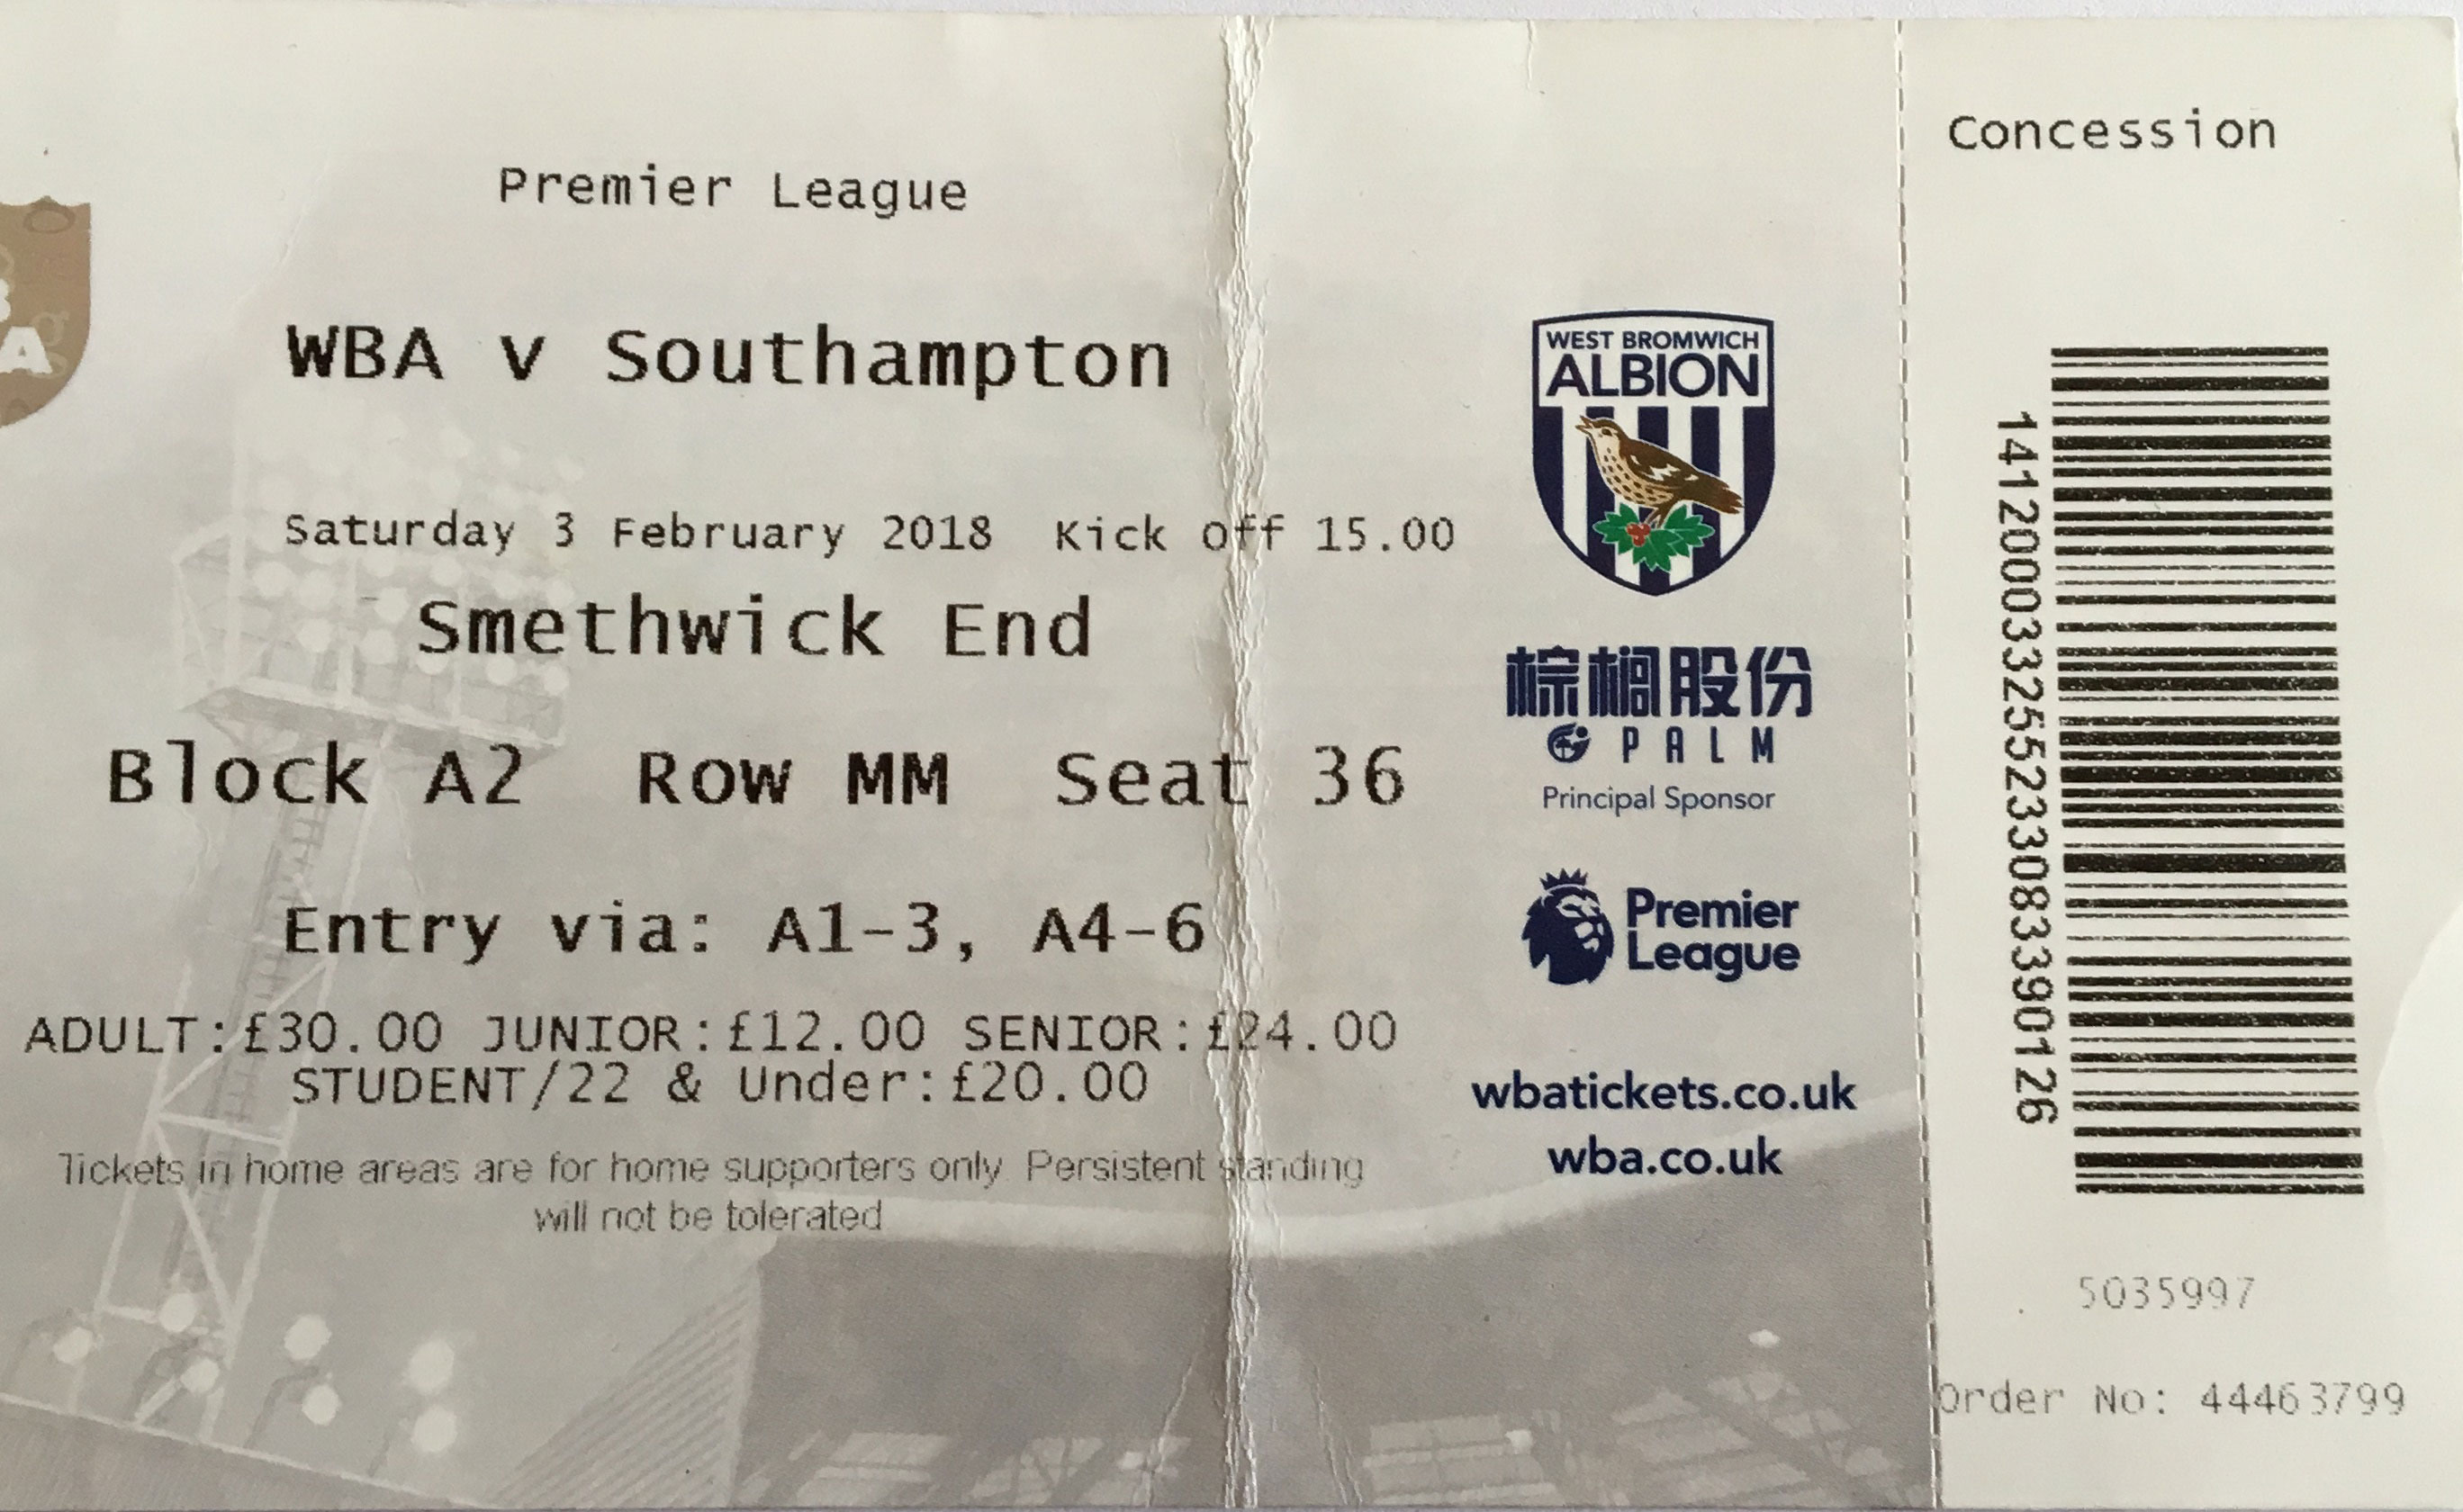 Premier League
WBA v Southampton
Saturday 3 February 2018 Kick off 15.00
Smethwick End
Block A2 Row MM Seat 36
Entry via: A1-3, A4-6
ADULT:£30.00 JUNIOR:£12.00 SENIOR:£24.00
STUDENT/22 & Under:£20.00
Tickets in home areas are for home supporters only. Persistent standing
will not be tolerated
WEST BROMWICH
ALBION
棕榈股份
PALM
Principal Sponsor
Premier
League
wbatickets.co.uk
wba.co.uk
Concession
1412000332552330833390126
5035997
Order No: 44463799